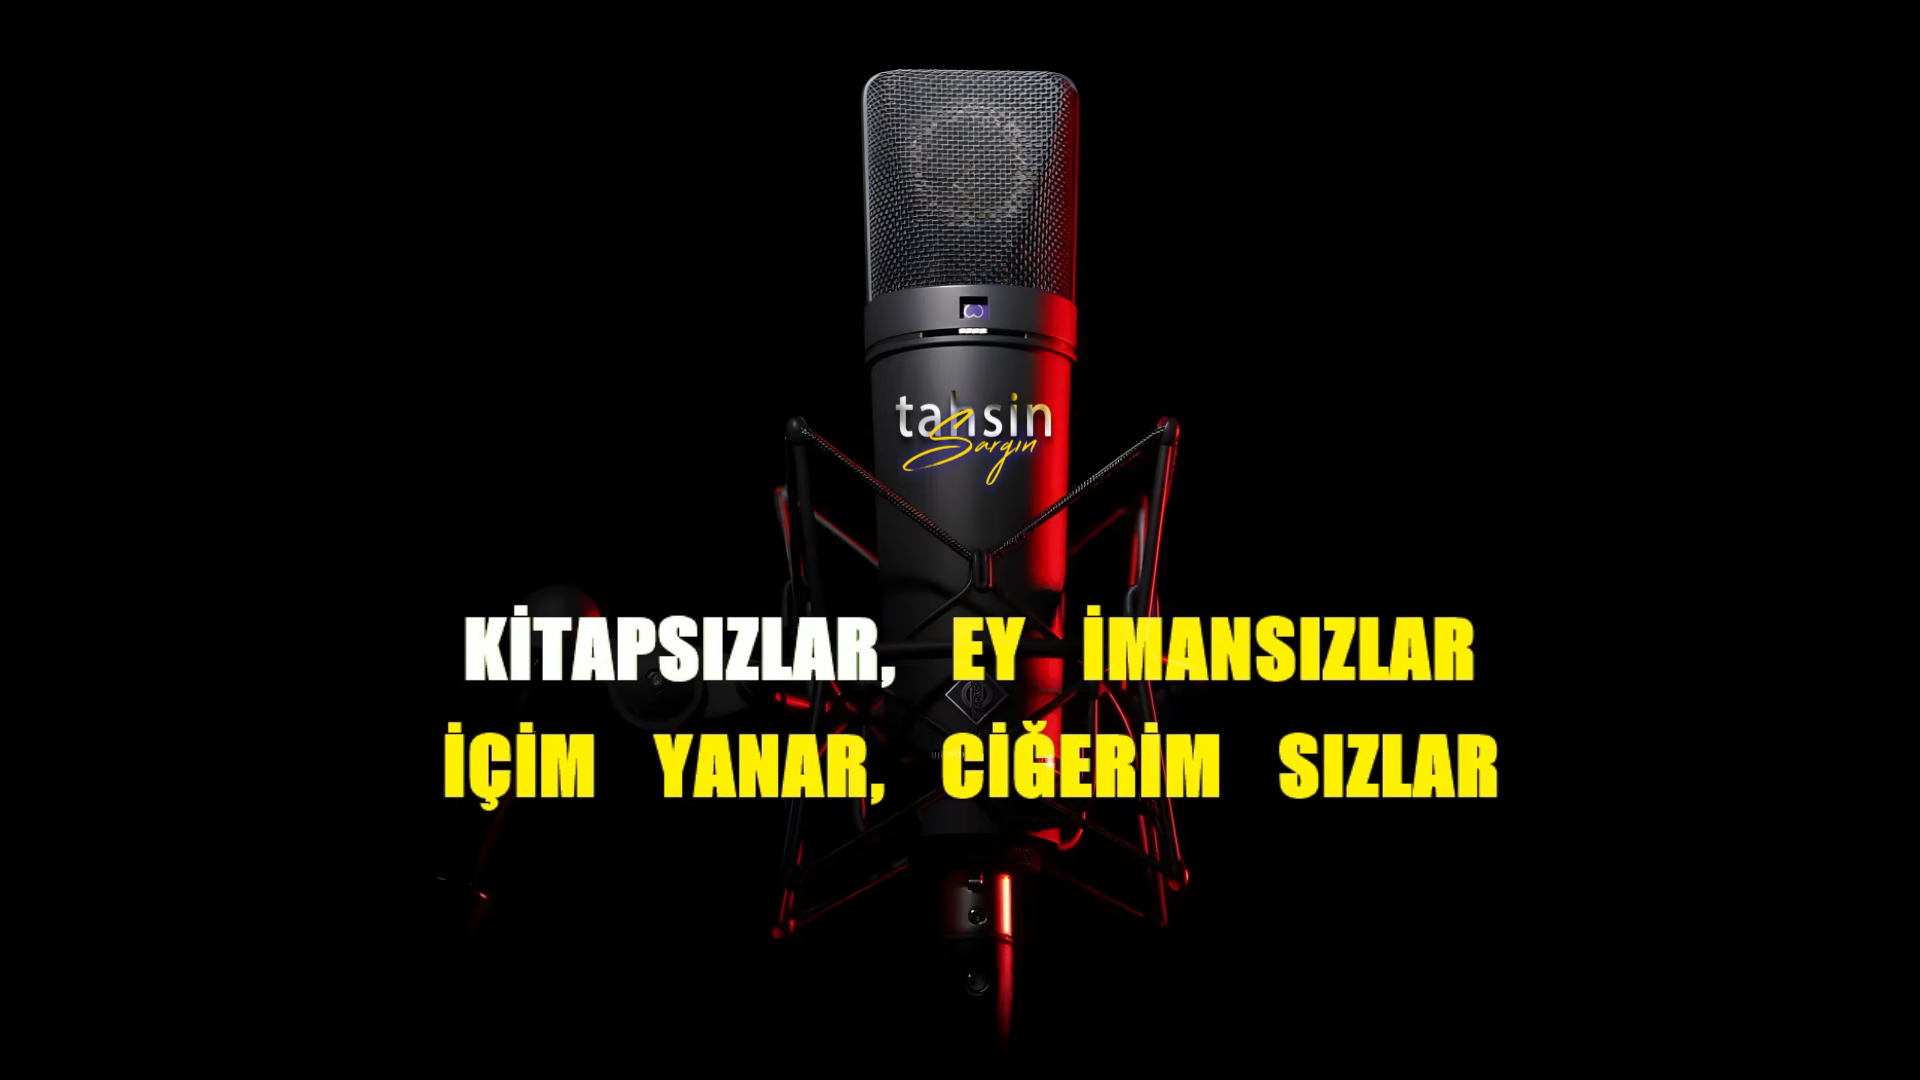 tahsin
Sargın
KİTAPSIZLAR, EY İMANSIZLAR
İÇİM YANAR, CİĞERİM SIZLAR